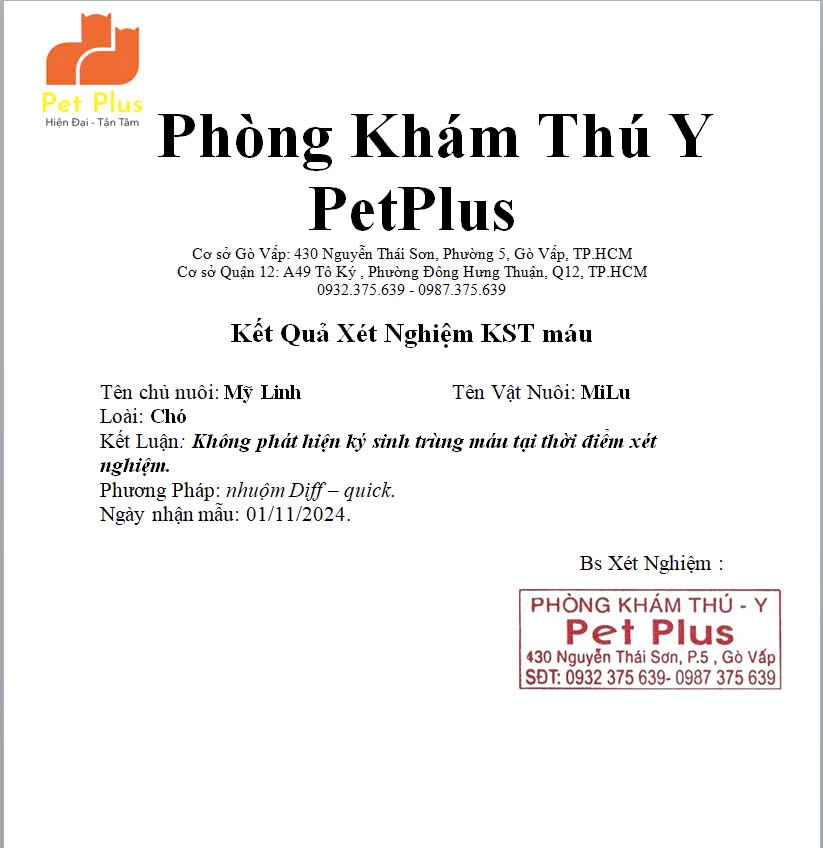 Pet Plus
Hiện Đại - Tận Tâm
Phòng Khám Thú Y
PetPlus
Cơ sở Gò Vấp: 430 Nguyễn Thái Sơn, Phường 5, Gò Vấp, TP.HCM
Cơ sở Quận 12: A49 Tô Ký , Phường Đông Hưng Thuận, Q12, TP.HCM
0932.375.639 - 0987.375.639
Kết Quả Xét Nghiệm KST máu
Tên chủ nuôi: Mỹ Linh Tên Vật Nuôi: MiLu
Loài: Chó
Kết Luận: Không phát hiện ký sinh trùng máu tại thời điểm xét
nghiệm.
Phương Pháp: nhuộm Diff – quick.
Ngày nhận mẫu: 01/11/2024.
Bs Xét Nghiệm :
PHÒNG KHÁM THÚ - Y
Pet Plus
430 Nguyễn Thái Sơn, P.5 , Gò Vấp
SĐT: 0932 375 639- 0987 375 639